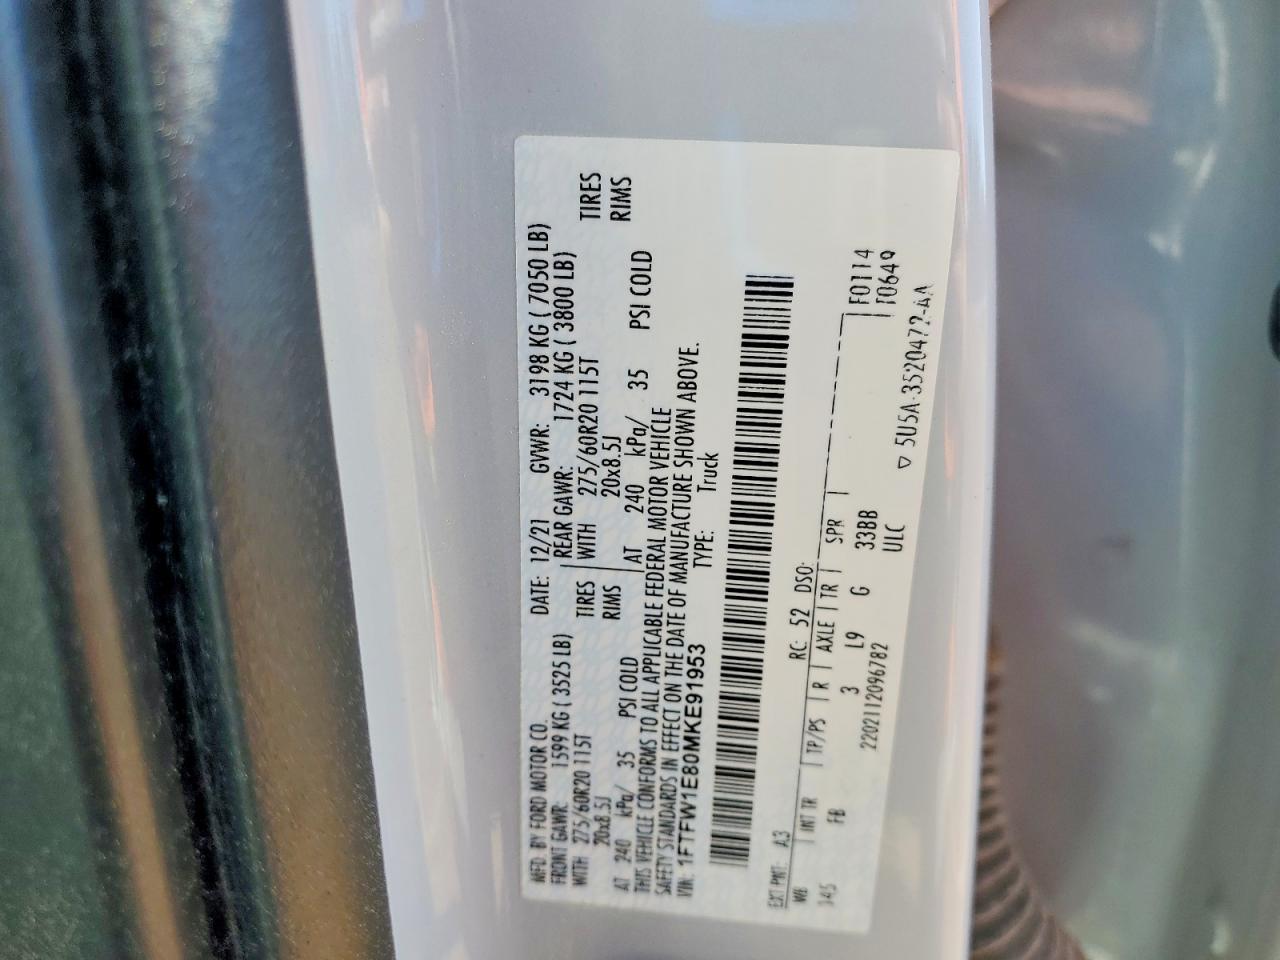 MFD. BY FORD MOTOR CO. DATE: 12/21 GVWR: 3198 KG ( 7050 LB)
FRONT GAWR: 1599 KG ( 3525 LB) REAR GAWR: 1724 KG ( 3800 LB)
WITH 275/60R20 115T TIRES WITH 275/60R20 115T TIRES
20x8.5J RIMS 20x8.5J RIMS
AT 240 kPa/ 35 PSI COLD AT 240 kPa/ 35 PSI COLD
THIS VEHICLE CONFORMS TO ALL APPLICABLE FEDERAL MOTOR VEHICLE
SAFETY STANDARDS IN EFFECT ON THE DATE OF MANUFACTURE SHOWN ABOVE.
VIN: 1FTFW1E80MKE91953 TYPE: Truck
EXT PNT: A3 RC: 52 DSO:
WB INT TR TP/PS R AXLE TR SPR F0114
145 FB 3 L9 G 33BB T0649
2202112096782 ULC
▽ 5U5A-3520472-AA